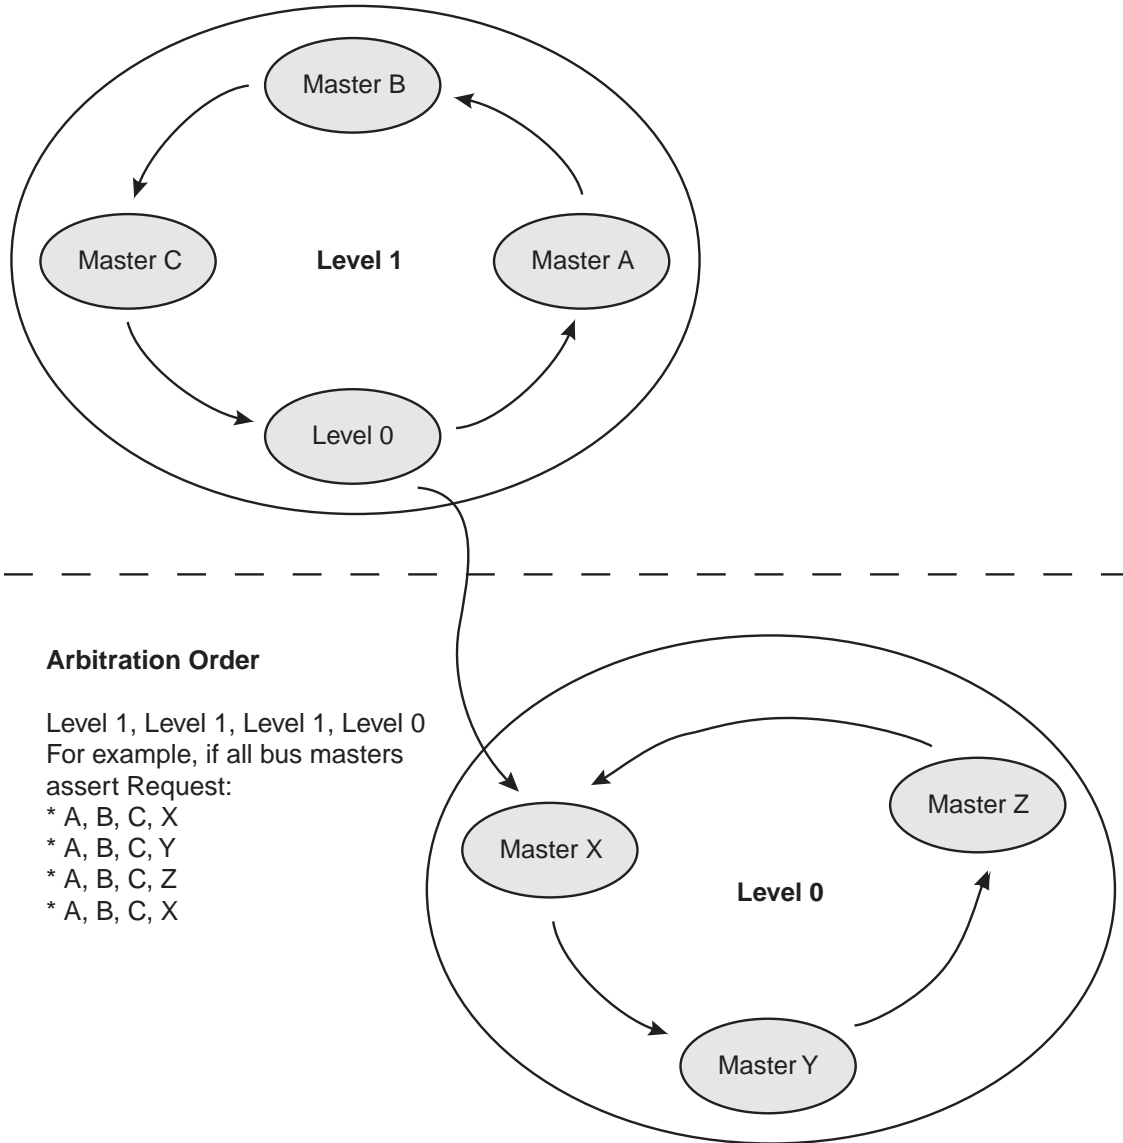 Master B
Master C
Level 1
Master A
Level 0
Arbitration Order
Level 1, Level 1, Level 1, Level 0
For example, if all bus masters
assert Request:
* A, B, C, X
* A, B, C, Y
* A, B, C, Z
* A, B, C, X
Master Z
Master X
Level 0
Master Y